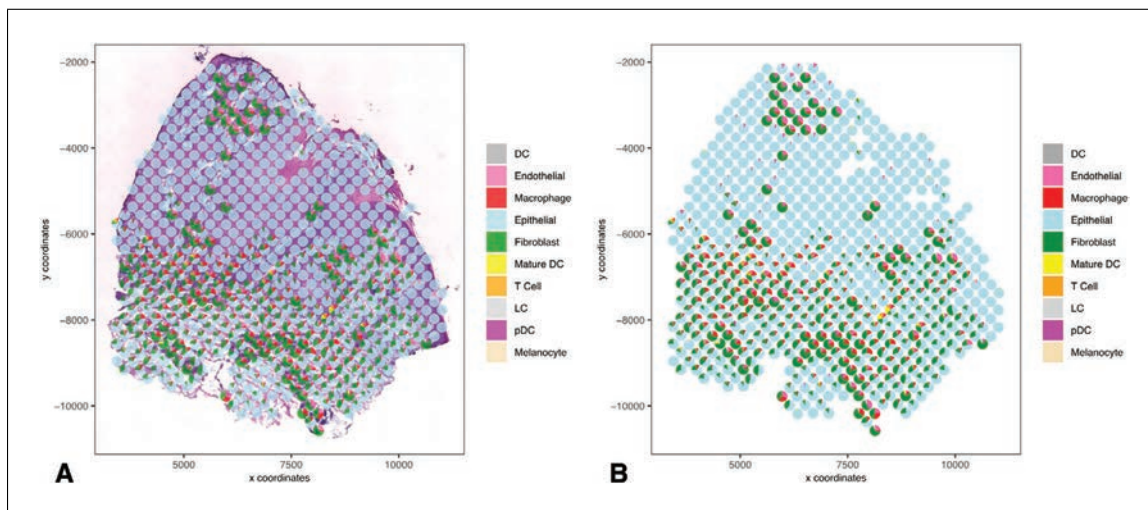 −2000
−4000
−6000
−8000
−10000
y coordinates
5000
7500
10000
x coordinates
A
DC
Endothelial
Macrophage
Epithelial
Fibroblast
Mature DC
T Cell
LC
pDC
Melanocyte
−2000
−4000
−6000
−8000
−10000
y coordinates
5000
7500
10000
x coordinates
B
DC
Endothelial
Macrophage
Epithelial
Fibroblast
Mature DC
T Cell
LC
pDC
Melanocyte